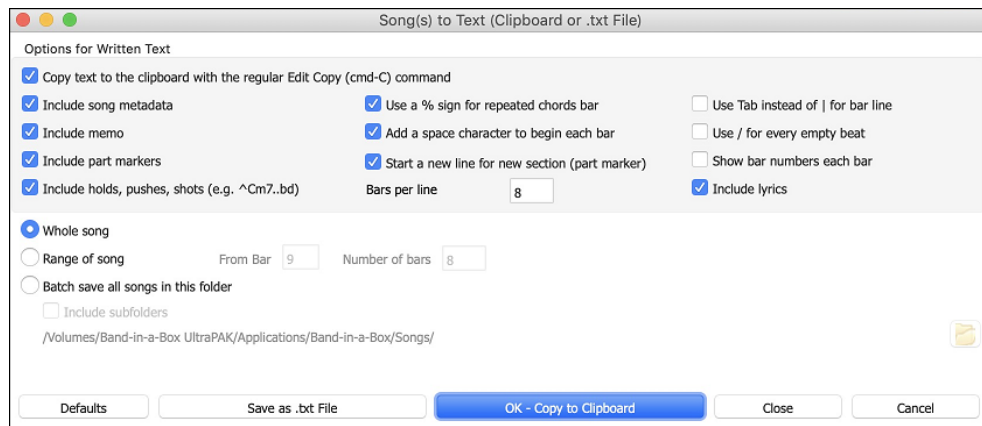 Song(s) to Text (Clipboard or .txt File)
Options for Written Text
Copy text to the clipboard with the regular Edit Copy (cmd-C) command
Include song metadata Use a % sign for repeated chords bar Use Tab instead of | for bar line
Include memo Add a space character to begin each bar Use / for every empty beat
Include part markers Start a new line for new section (part marker) Show bar numbers each bar
Include holds, pushes, shots (e.g. ^Cm7..bd) Bars per line 8 Include lyrics
Whole song
Range of song From Bar 9 Number of bars 8
Batch save all songs in this folder
Include subfolders
/Volumes/Band-in-a-Box UltraPAK/Applications/Band-in-a-Box/Songs/
Defaults Save as .txt File OK - Copy to Clipboard Close Cancel